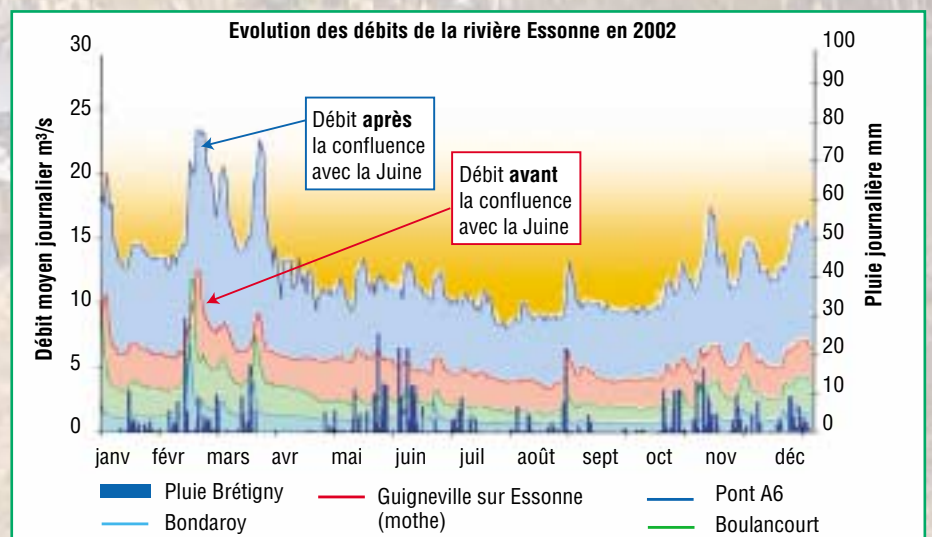 Evolution des débits de la rivière Essonne en 2002
Débit moyen journalier m³/s
30
25
20
15
10
5
0
Débit après
la confluence
avec la Juine
Débit avant
la confluence
avec la Juine
100
90
80
70
60
50
40
30
20
10
0
Pluie journalière mm
janv févr mars avr mai juin juil août sept oct nov déc
Pluie Brétigny
Bondaroy
Guigneville sur Essonne
(mothe)
Pont A6
Boulancourt